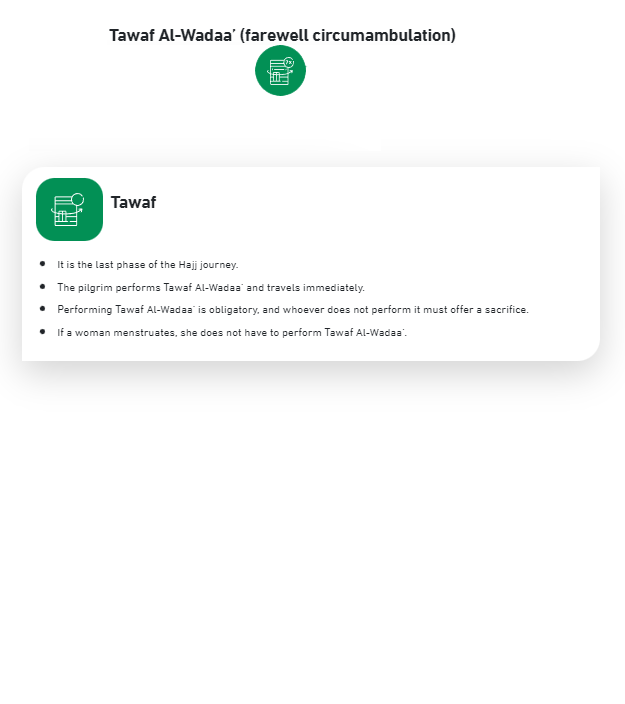 Tawaf Al-Wadaa’ (farewell circumambulation)
7x
Tawaf
It is the last phase of the Hajj journey.
The pilgrim performs Tawaf Al-Wadaa’ and travels immediately.
Performing Tawaf Al-Wadaa’ is obligatory, and whoever does not perform it must offer a sacrifice.
If a woman menstruates, she does not have to perform Tawaf Al-Wadaa’.